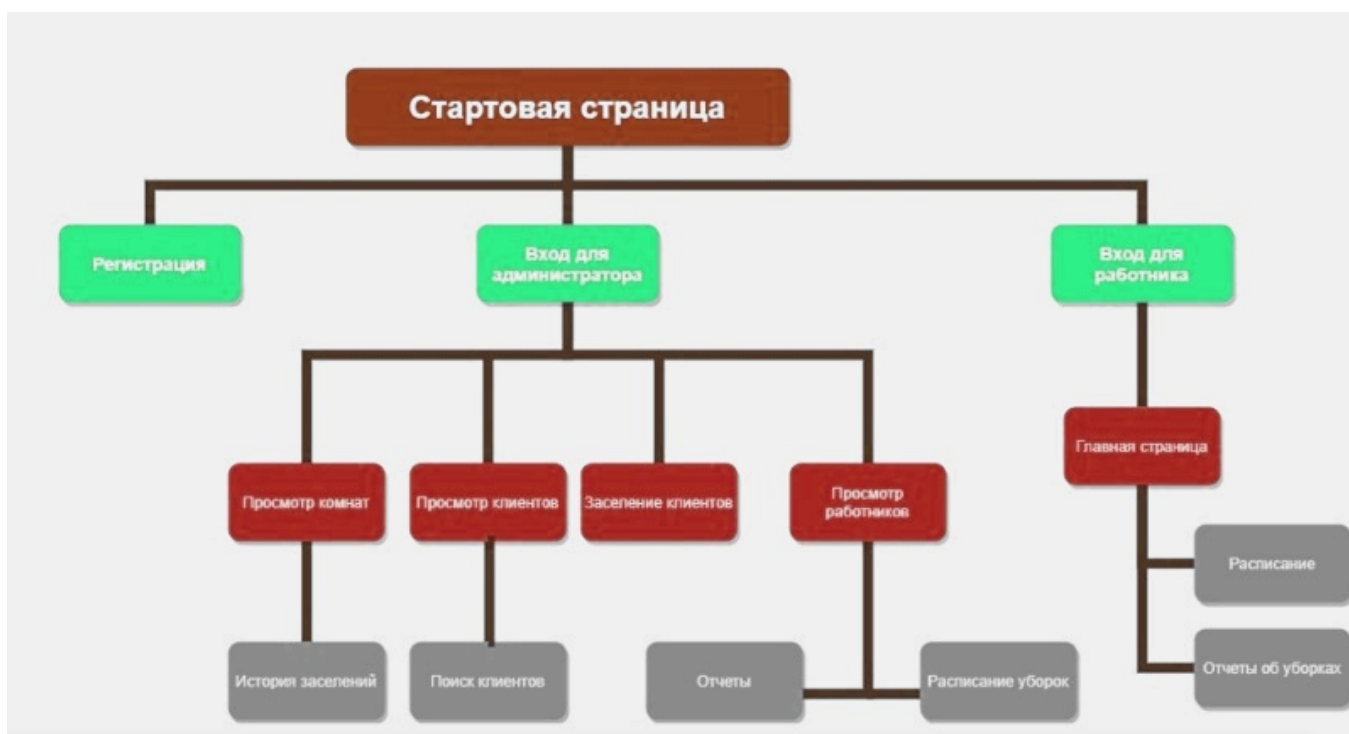 Стартовая страница
Регистрация
Вход для
администратора
Вход для
работника
Главная страница
Просмотр комнат
Просмотр клиентов
Заселение клиентов
Просмотр
работников
Расписание
История заселений
Поиск клиентов
Отчеты
Расписание уборок
Отчеты об уборках